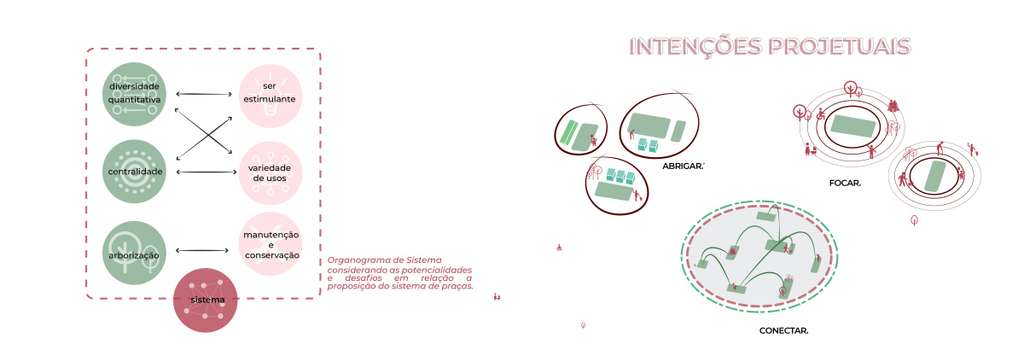 diversidade
quantitativa
ser
estimulante
centralidade
variedade
de usos
arborização
manutenção
e
conservação
sistema
Organograma de Sistema
considerando as potencialidades
e desafios em relação a
proposição do sistema de praças.
INTENÇÕES PROJETUAIS
ABRIGAR.
FOCAR.
CONECTAR.